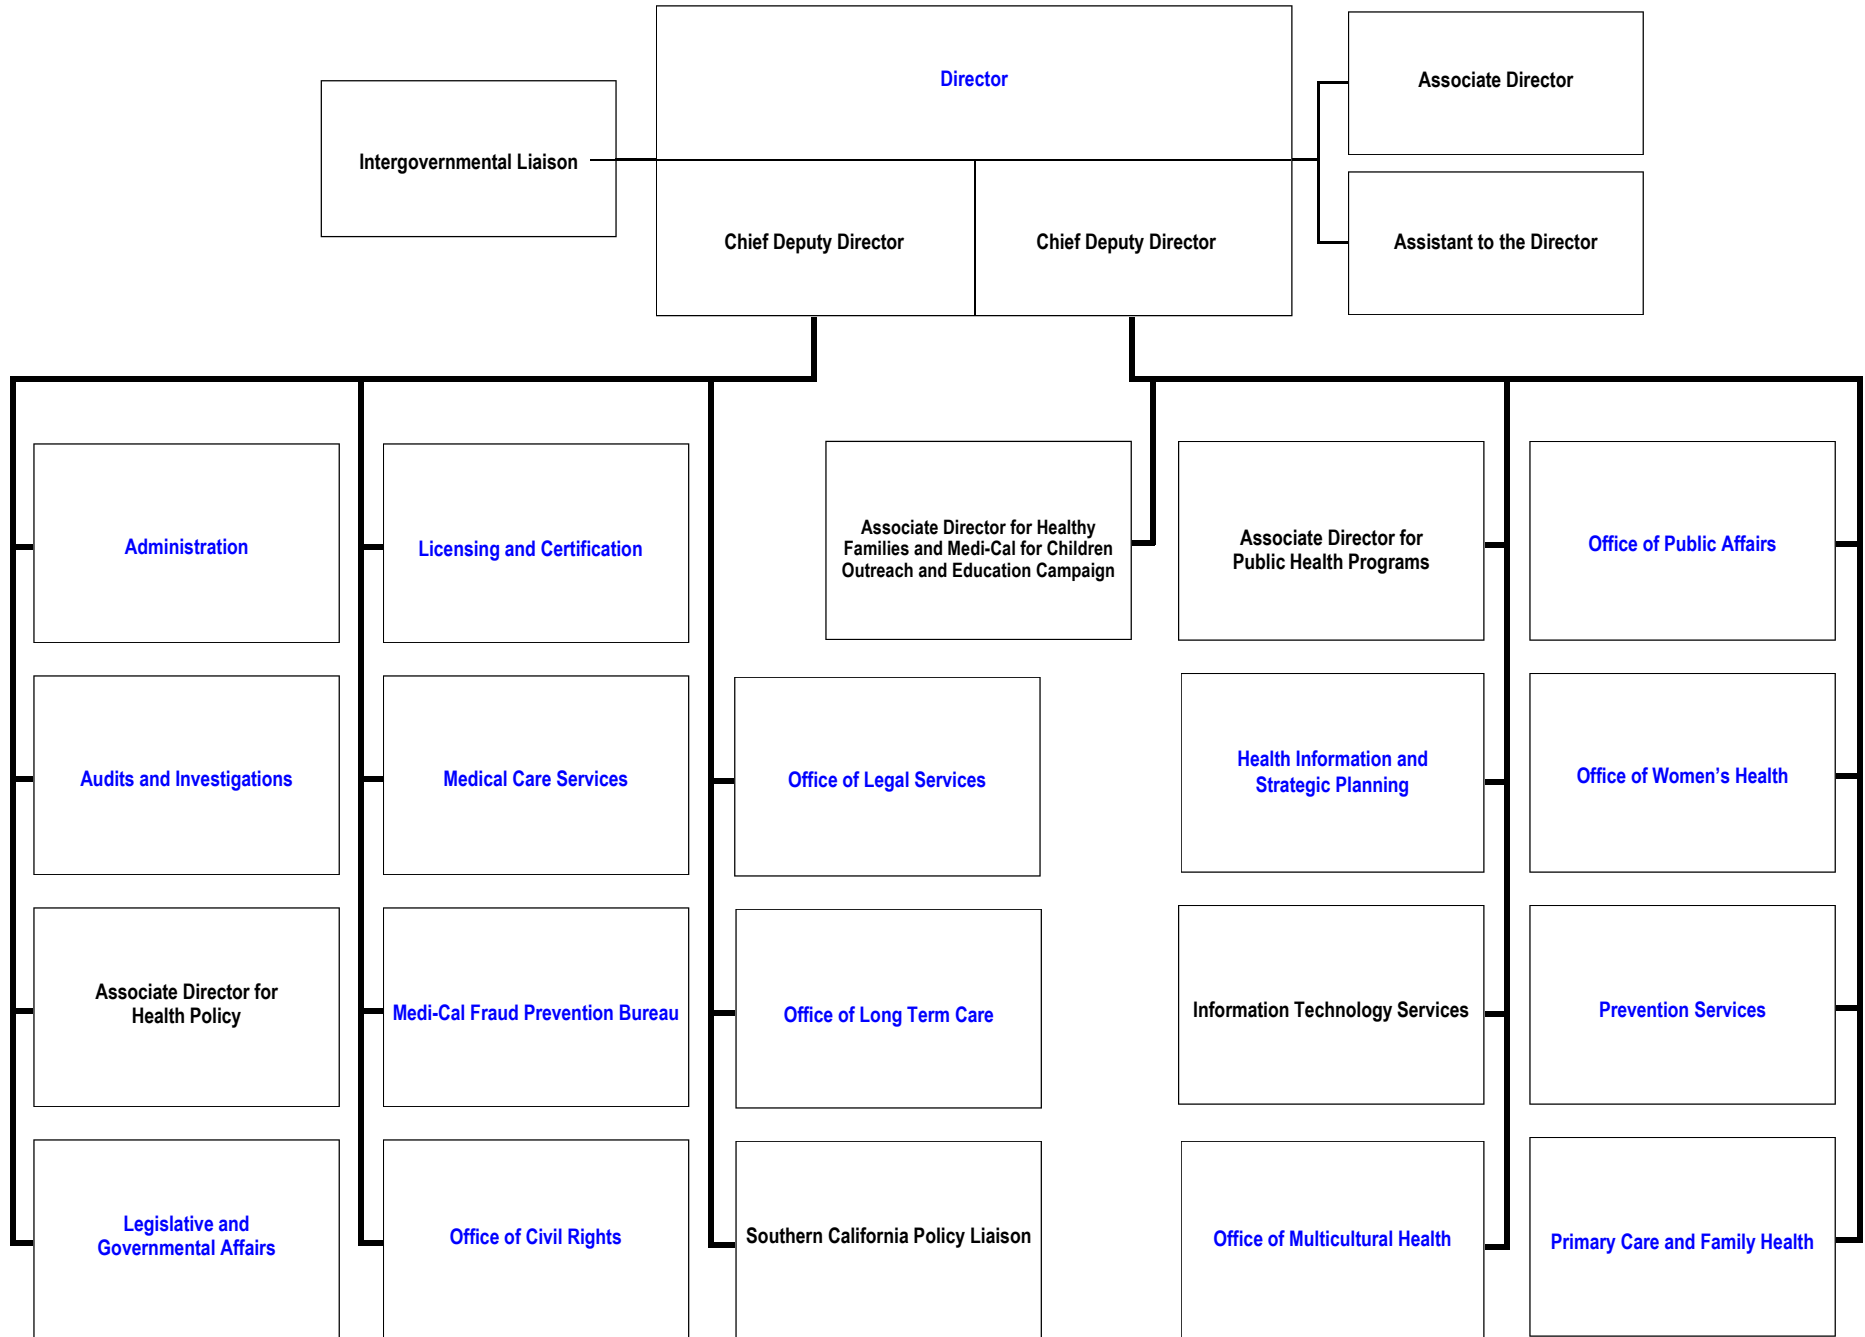 Director
Associate Director
Intergovernmental Liaison
Chief Deputy Director
Chief Deputy Director
Assistant to the Director
Administration
Licensing and Certification
Associate Director for Healthy
Families and Medi-Cal for Children
Outreach and Education Campaign
Associate Director for
Public Health Programs
Office of Public Affairs
Audits and Investigations
Medical Care Services
Office of Legal Services
Health Information and
Strategic Planning
Office of Women’s Health
Associate Director for
Health Policy
Medi-Cal Fraud Prevention Bureau
Office of Long Term Care
Information Technology Services
Prevention Services
Legislative and
Governmental Affairs
Office of Civil Rights
Southern California Policy Liaison
Office of Multicultural Health
Primary Care and Family Health